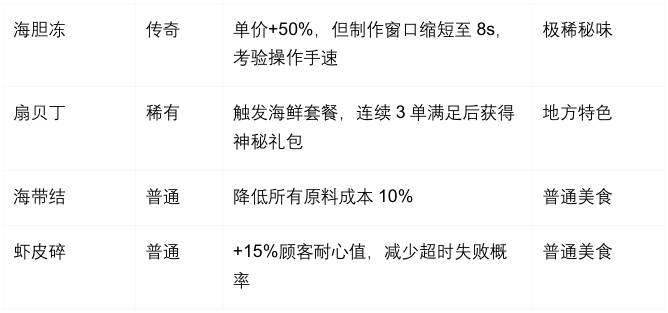 海胆冻 传奇 单价+50%，但制作窗口缩短至 8s， 极稀秘味
考验操作手速
扇贝丁 稀有 触发海鲜套餐，连续 3 单满足后获得 地方特色
神秘礼包
海带结 普通 降低所有原料成本 10% 普通美食
虾皮碎 普通 +15%顾客耐心值，减少超时失败概 普通美食
率